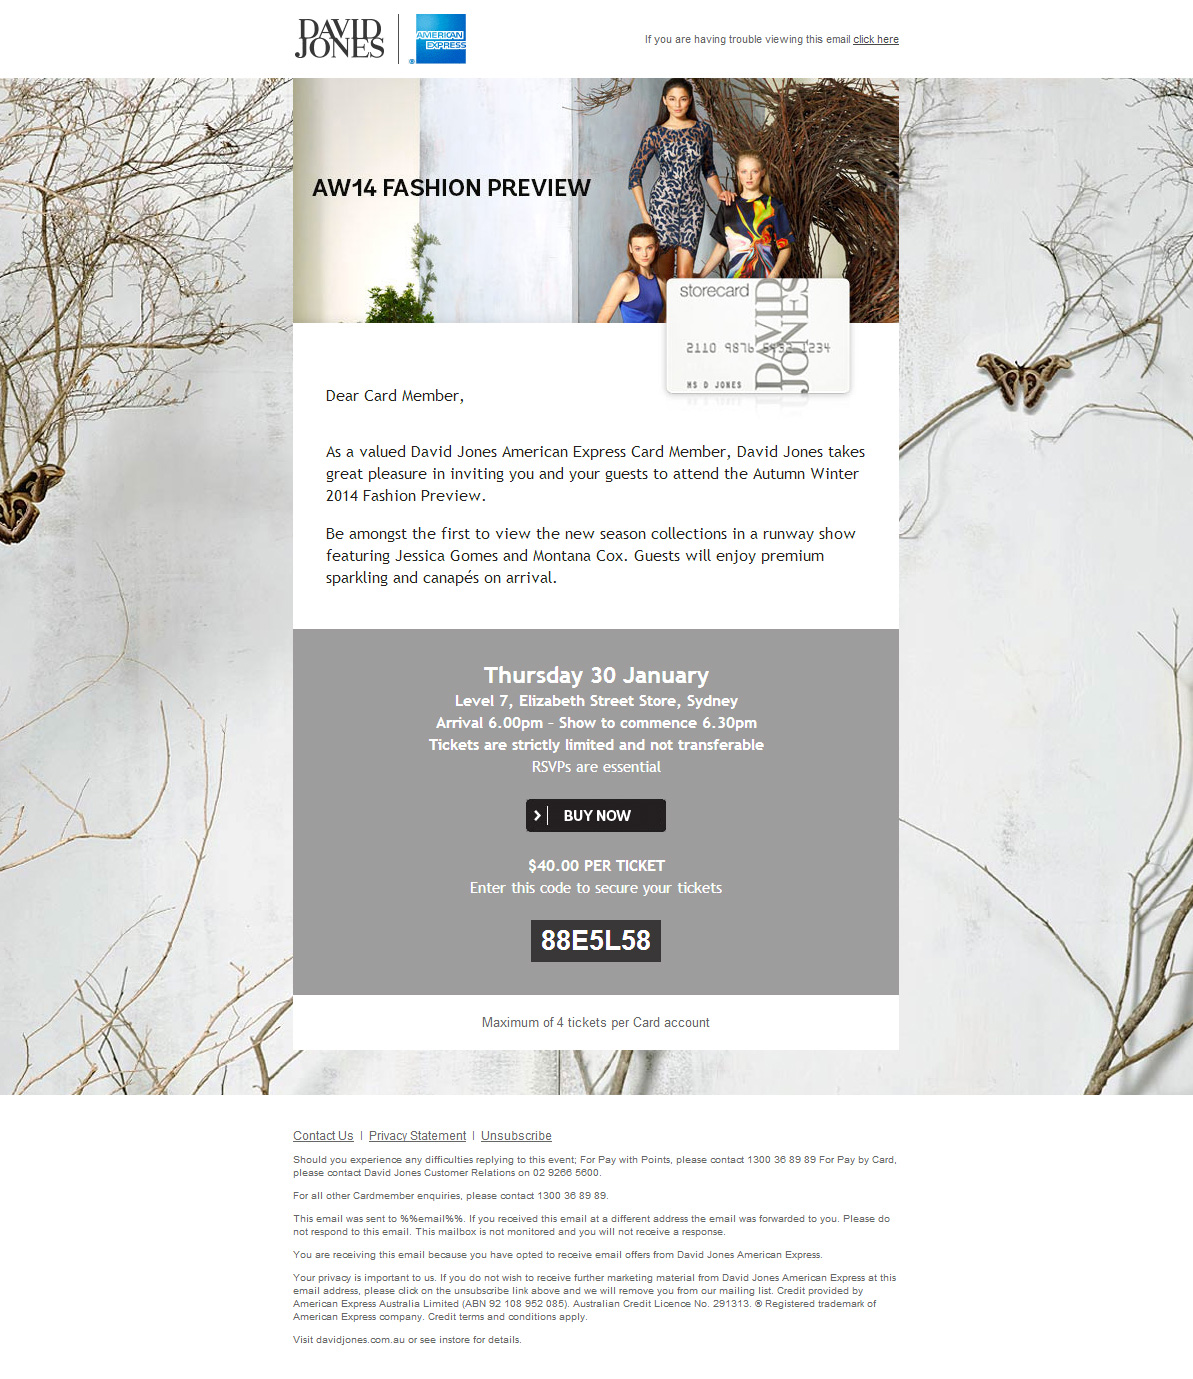 DAVID
JONES
AMERICAN
EXPRESS
®
If you are having trouble viewing this email click here
AW14 FASHION PREVIEW
storecard
DAVID
JONES
2110 9876 5432 1234
MS D JONES
Dear Card Member,
As a valued David Jones American Express Card Member, David Jones takes
great pleasure in inviting you and your guests to attend the Autumn Winter
2014 Fashion Preview.
Be amongst the first to view the new season collections in a runway show
featuring Jessica Gomes and Montana Cox. Guests will enjoy premium
sparkling and canapés on arrival.
Thursday 30 January
Level 7, Elizabeth Street Store, Sydney
Arrival 6.00pm – Show to commence 6.30pm
Tickets are strictly limited and not transferable
RSVPs are essential
BUY NOW
$40.00 PER TICKET
Enter this code to secure your tickets
88E5L58
Maximum of 4 tickets per Card account
Contact Us | Privacy Statement | Unsubscribe
Should you experience any difficulties replying to this event; For Pay with Points, please contact 1300 36 89 89 For Pay by Card,
please contact David Jones Customer Relations on 02 9266 5600.
For all other Cardmember enquiries, please contact 1300 36 89 89.
This email was sent to %%email%%. If you received this email at a different address the email was forwarded to you. Please do
not respond to this email. This mailbox is not monitored and you will not receive a response.
You are receiving this email because you have opted to receive email offers from David Jones American Express.
Your privacy is important to us. If you do not wish to receive further marketing material from David Jones American Express at this
email address, please click on the unsubscribe link above and we will remove you from our mailing list. Credit provided by
American Express Australia Limited (ABN 92 108 952 085). Australian Credit Licence No. 291313. ® Registered trademark of
American Express company. Credit terms and conditions apply.
Visit davidjones.com.au or see instore for details.